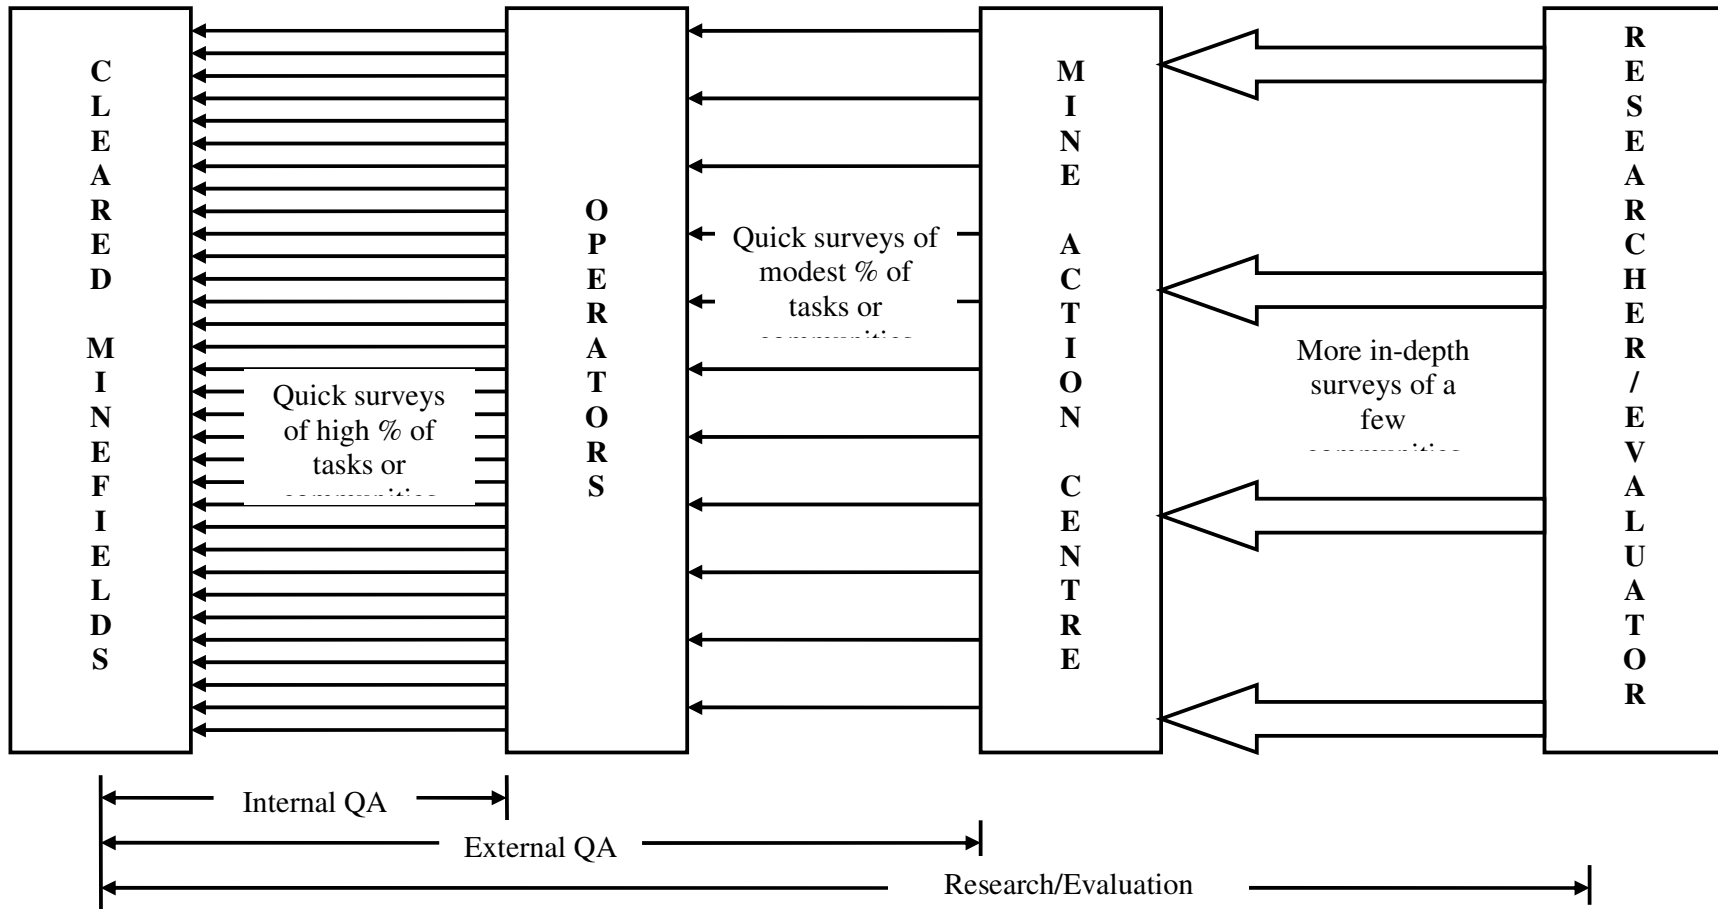 CLEARED MINEFIELDS
OPERATORS
MINE ACTION CENTRE
RESEARCHER/EVALUATOR
Quick surveys
of high % of
tasks or
Quick surveys of
modest % of
tasks or
More in-depth
surveys of a
few
Internal QA
External QA
Research/Evaluation